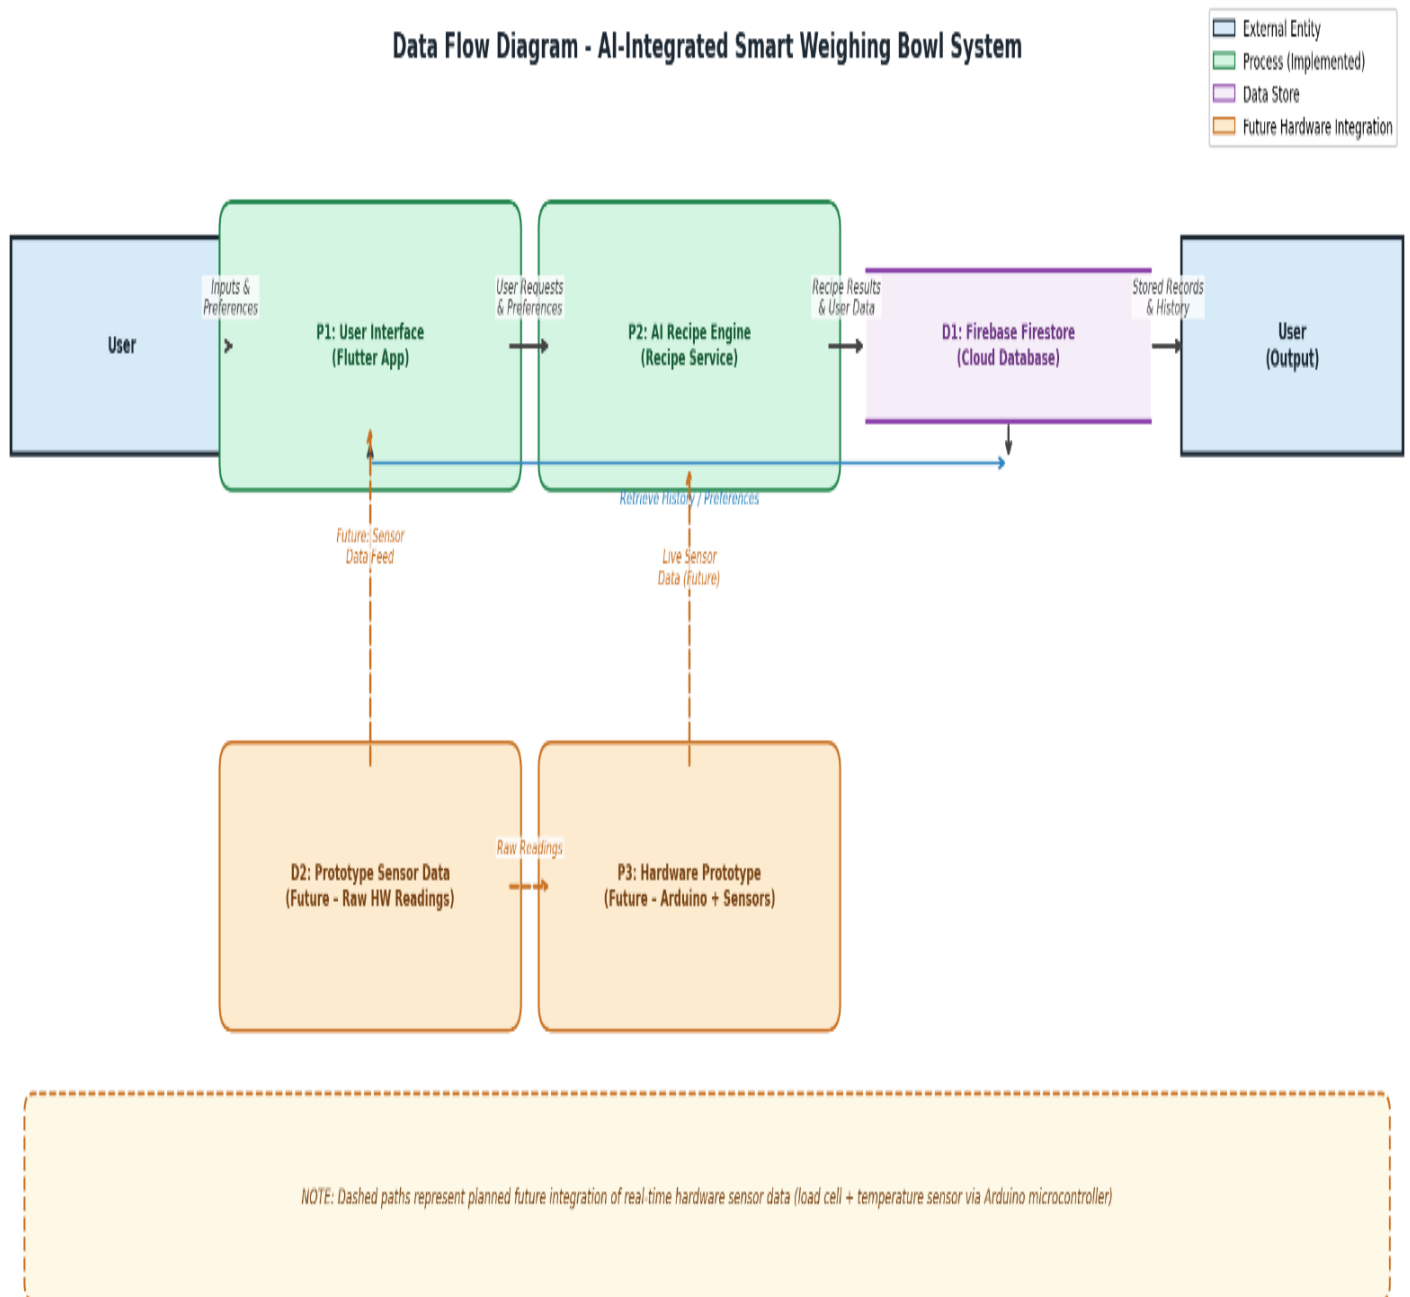 Data Flow Diagram - AI-Integrated Smart Weighing Bowl System
External Entity
Process (Implemented)
Data Store
Future Hardware Integration
User
Inputs &
Preferences
P1: User Interface
(Flutter App)
User Requests
& Preferences
P2: AI Recipe Engine
(Recipe Service)
Recipe Results
& User Data
D1: Firebase Firestore
(Cloud Database)
Stored Records
& History
User
(Output)
Retrieve History / Preferences
Future: Sensor
Data Feed
Live Sensor
Data (Future)
D2: Prototype Sensor Data
(Future - Raw HW Readings)
Raw Readings
P3: Hardware Prototype
(Future - Arduino + Sensors)
NOTE: Dashed paths represent planned future integration of real-time hardware sensor data (load cell + temperature sensor via Arduino microcontroller)